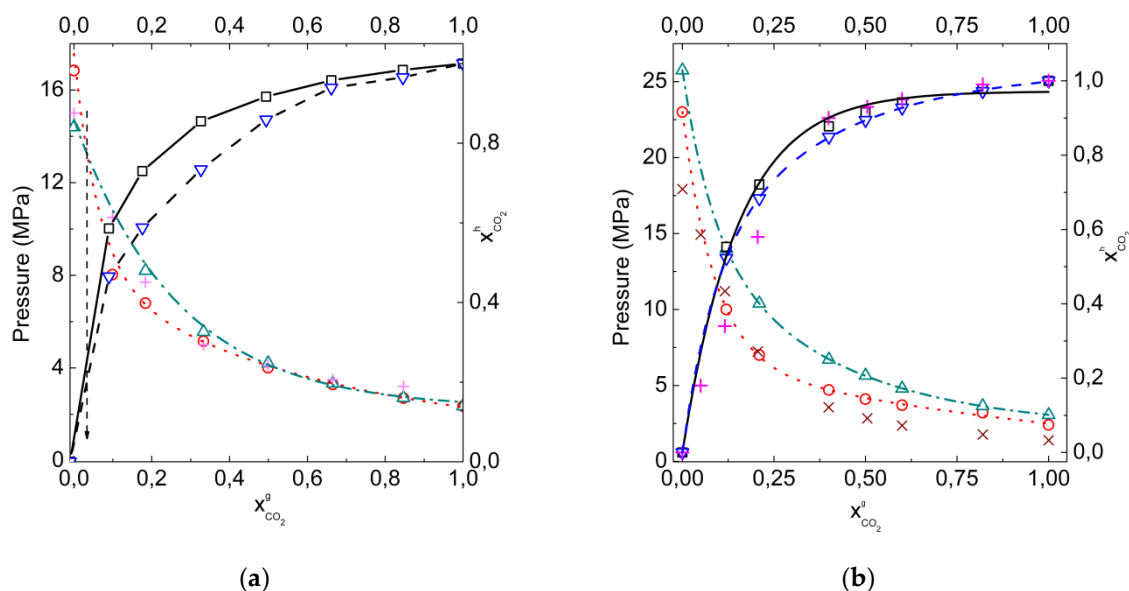 0,0 0,2 0,4 0,6 0,8 1,0
16
12
8
4
0
Pressure (MPa)
0,8
0,4
0,0
x^h_CO₂
0,0 0,2 0,4 0,6 0,8 1,0
x^g_CO₂
(a)
0,00 0,25 0,50 0,75 1,00
25
20
15
10
5
0
Pressure (MPa)
1,0
0,8
0,6
0,4
0,2
0,0
x^h_CO₂
0,00 0,25 0,50 0,75 1,00
x^g_CO₂
(b)